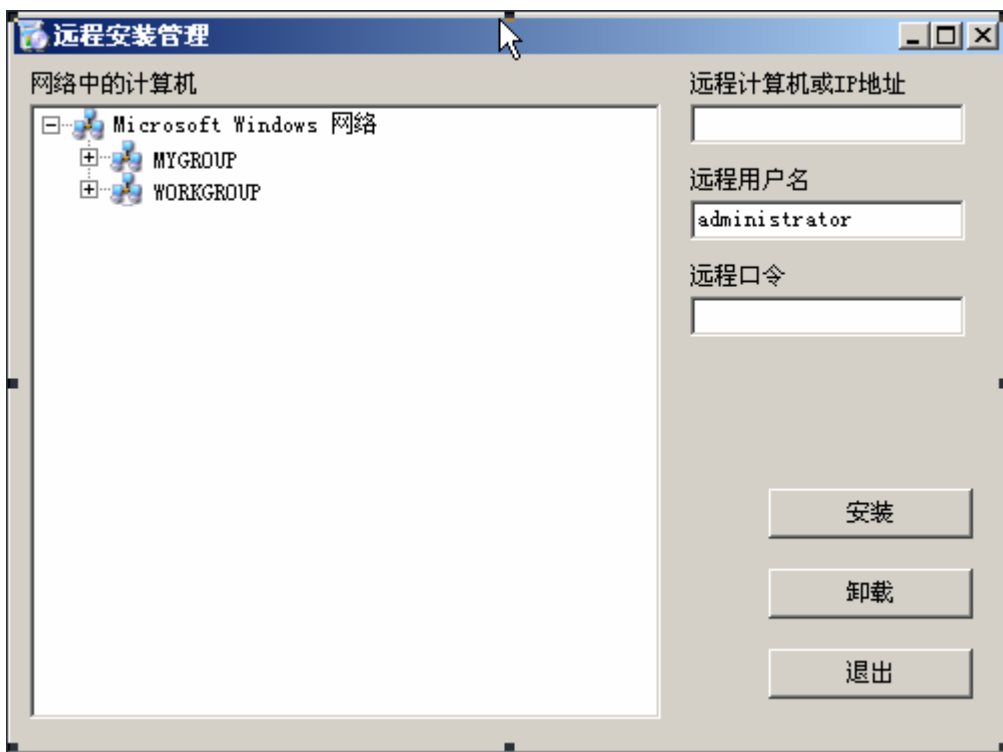 远程安装管理
网络中的计算机
Microsoft Windows 网络
MYGROUP
WORKGROUP
远程计算机或IP地址
远程用户名
administrator
远程口令
安装
卸载
退出